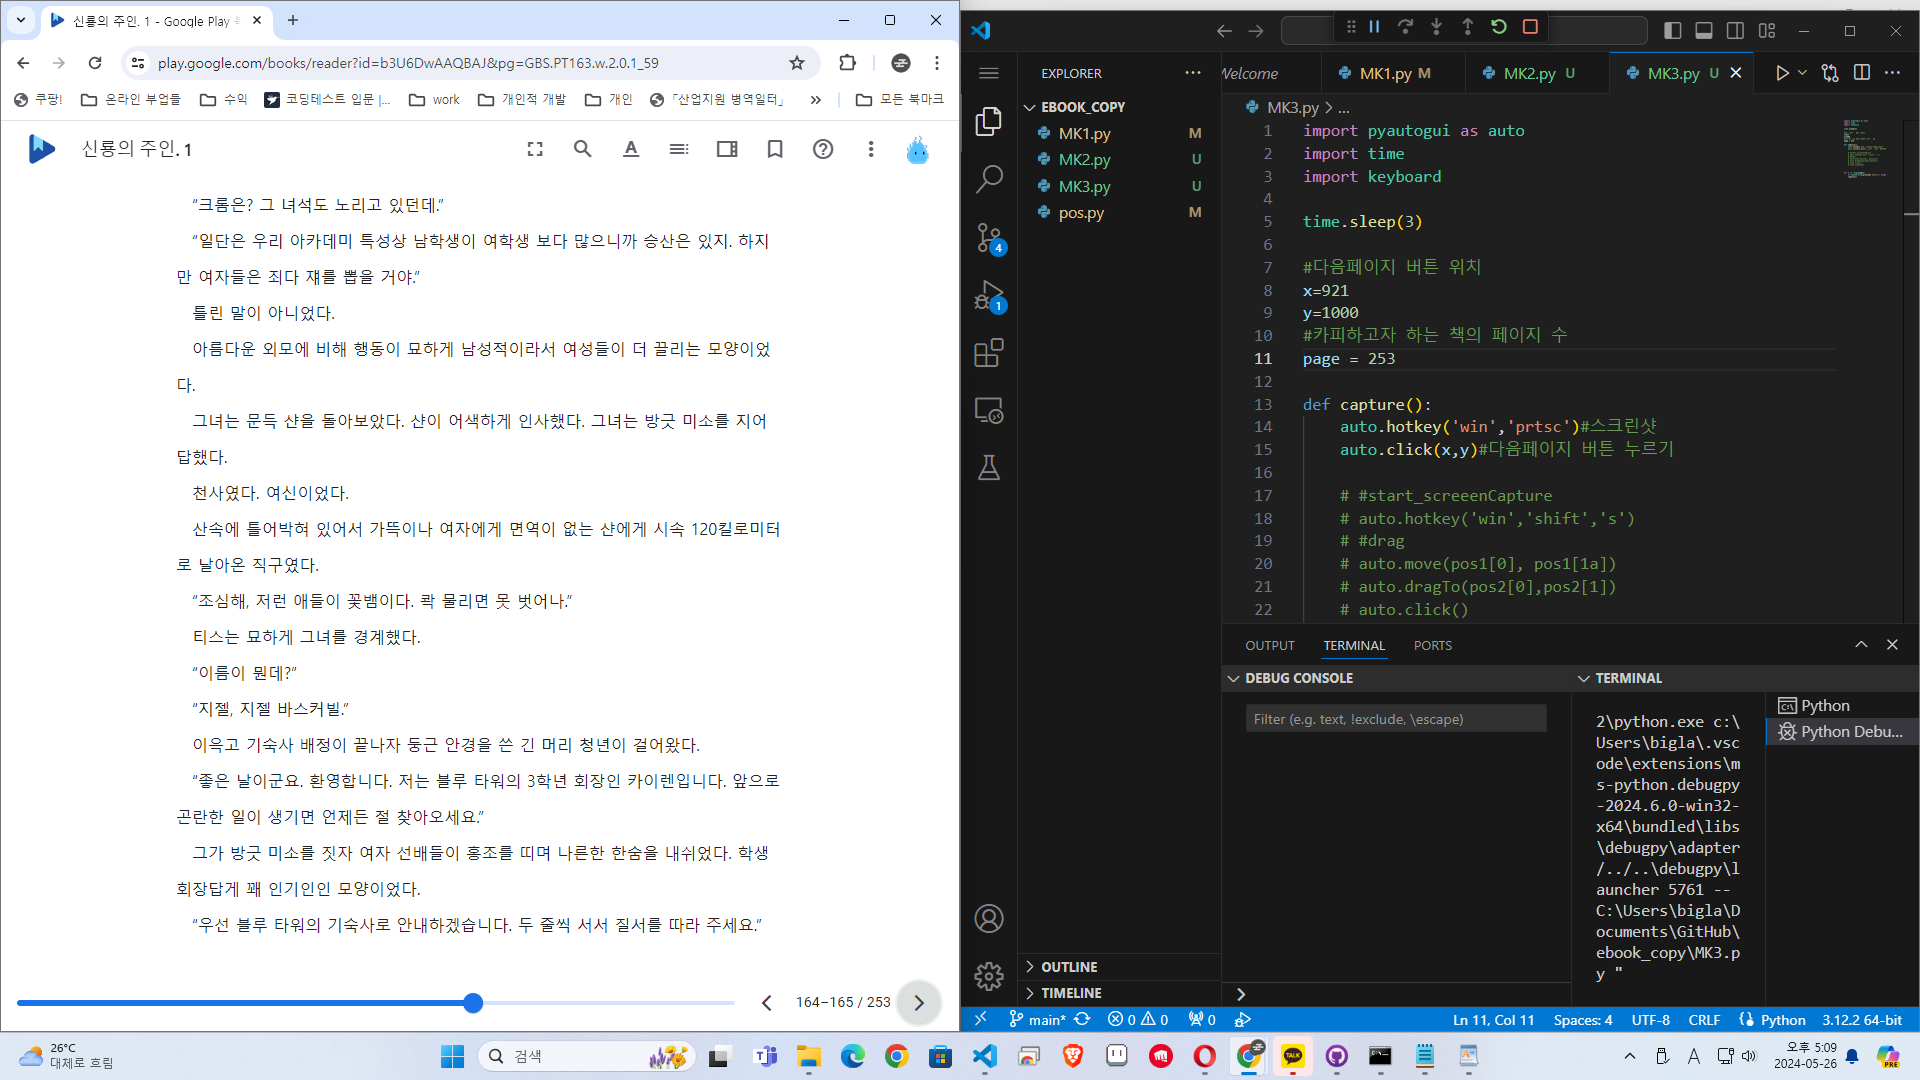 신룡의 주인. 1 - Google Play
play.google.com/books/reader?id=b3U6DwAAQBAJ&pg=GBS.PT163.w.2.0.1_59
쿠팡! 온라인 부업들 수익 코딩테스트 입문 |... work 개인적 개발 개인 「산업지원 병역일터」 » 모든 북마크
신룡의 주인. 1
“크롬은? 그 녀석도 노리고 있던데.”
“일단은 우리 아카데미 특성상 남학생이 여학생 보다 많으니까 승산은 있지. 하지
만 여자들은 죄다 쟤를 뽑을 거야.”
틀린 말이 아니었다.
아름다운 외모에 비해 행동이 묘하게 남성적이라서 여성들이 더 끌리는 모양이었
다.
그녀는 문득 샨을 돌아보았다. 샨이 어색하게 인사했다. 그녀는 방긋 미소를 지어
답했다.
천사였다. 여신이었다.
산속에 틀어박혀 있어서 가뜩이나 여자에게 면역이 없는 샨에게 시속 120킬로미터
로 날아온 직구였다.
“조심해, 저런 애들이 꽃뱀이다. 콱 물리면 못 벗어나.”
티스는 묘하게 그녀를 경계했다.
“이름이 뭔데?”
“지젤, 지젤 바스커빌.”
이윽고 기숙사 배정이 끝나자 둥근 안경을 쓴 긴 머리 청년이 걸어왔다.
“좋은 날이군요. 환영합니다. 저는 블루 타워의 3학년 회장인 카이렌입니다. 앞으로
곤란한 일이 생기면 언제든 절 찾아오세요.”
그가 방긋 미소를 짓자 여자 선배들이 홍조를 띠며 나른한 한숨을 내쉬었다. 학생
회장답게 꽤 인기인인 모양이었다.
“우선 블루 타워의 기숙사로 안내하겠습니다. 두 줄씩 서서 질서를 따라 주세요.”
164–165 / 253
EXPLORER
EBOOK_COPY
MK1.py M
MK2.py U
MK3.py U
pos.py M
OUTLINE
TIMELINE
Welcome MK1.py M MK2.py U MK3.py U
MK3.py > ...
1 import pyautogui as auto
2 import time
3 import keyboard
4
5 time.sleep(3)
6
7 #다음페이지 버튼 위치
8 x=921
9 y=1000
10 #카피하고자 하는 책의 페이지 수
11 page = 253
12
13 def capture():
14 auto.hotkey('win','prtsc')#스크린샷
15 auto.click(x,y)#다음페이지 버튼 누르기
16
17 # #start_screeenCapture
18 # auto.hotkey('win','shift','s')
19 # #drag
20 # auto.move(pos1[0], pos1[1a])
21 # auto.dragTo(pos2[0],pos2[1])
22 # auto.click()
OUTPUT TERMINAL PORTS
DEBUG CONSOLE
Filter (e.g. text, !exclude, \escape)
TERMINAL
2\python.exe c:\
Users\bigla\.vsc
ode\extensions\m
s-python.debugpy
-2024.6.0-win32-
x64\bundled\libs
\debugpy\adapter
/../..\debugpy\l
auncher 5761 --
C:\Users\bigla\D
ocuments\GitHub\
ebook_copy\MK3.p
y "
Python
Python Debu...
4
1
main* 0 0 0 Ln 11, Col 11 Spaces: 4 UTF-8 CRLF Python 3.12.2 64-bit
26°C
대체로 흐림
검색
TALK
A
오후 5:09
2024-05-26
PRE